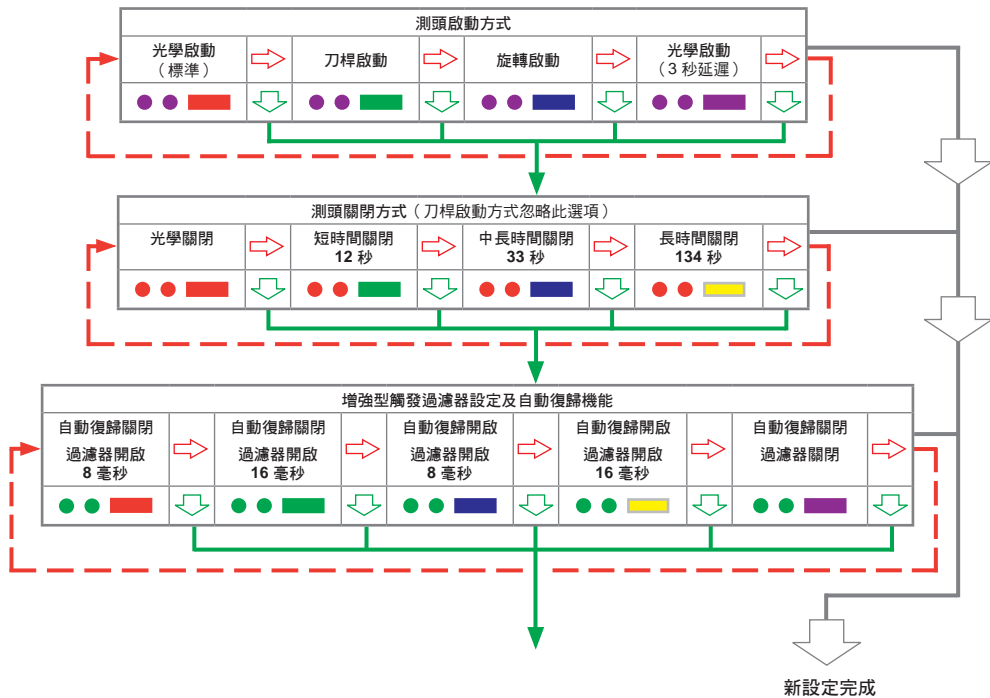 測頭啟動方式
光學啟動
（標準）
刀桿啟動
旋轉啟動
光學啟動
（3 秒延遲）
測頭關閉方式（刀桿啟動方式忽略此選項）
光學關閉
短時間關閉
12 秒
中長時間關閉
33 秒
長時間關閉
134 秒
增強型觸發過濾器設定及自動復歸機能
自動復歸關閉
過濾器開啟
8 毫秒
自動復歸關閉
過濾器開啟
16 毫秒
自動復歸開啟
過濾器開啟
8 毫秒
自動復歸開啟
過濾器開啟
16 毫秒
自動復歸關閉
過濾器關閉
新設定完成